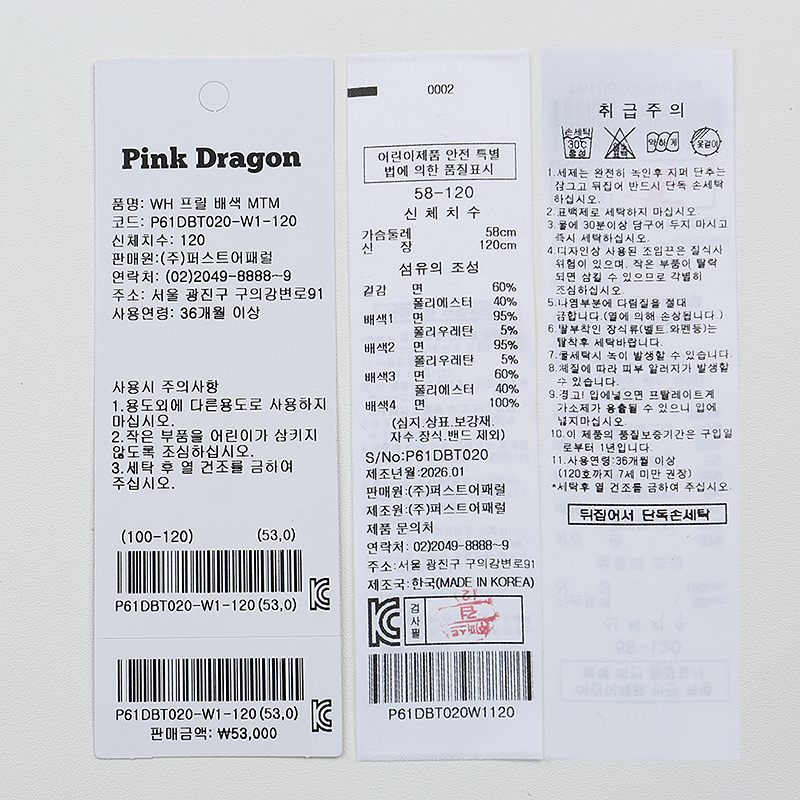 Pink Dragon
품명: WH 프릴 배색 MTM
코드: P61DBT020-W1-120
신체치수: 120
판매원:(주)퍼스트어패럴
연락처: (02)2049-8888~9
주소: 서울 광진구 구의강변로91
사용연령: 36개월 이상
사용시 주의사항
1.용도외에 다른용도로 사용하지
마십시오.
2.작은 부품을 어린이가 삼키지
않도록 조심하십시오.
3.세탁 후 열 건조를 금하여
주십시오.
(100-120) (53,0)
P61DBT020-W1-120(53,0)
P61DBT020-W1-120(53,0)
판매금액: ₩53,000
0002
어린이제품 안전 특별
법에 의한 품질표시
58-120
신 체 치 수
가슴둘레 58cm
신 장 120cm
섬유의 조성
겉감 면 60%
폴리에스터 40%
배색1 면 95%
폴리우레탄 5%
배색2 면 95%
폴리우레탄 5%
배색3 면 60%
폴리에스터 40%
배색4 면 100%
(심지.상표.보강재.
자수.장식.밴드 제외)
S/No:P61DBT020
제조년월:2026.01
판매원:(주)퍼스트어패럴
제조원:(주)퍼스트어패럴
제품 문의처
연락처: 02)2049-8888~9
주소:서울 광진구 구의강변로91
제조국:한국(MADE IN KOREA)
검사필
P61DBT020W1120
취 급 주 의
손세탁
30℃
중성
약하게
옷걸이
1.세제는 완전히 녹인후 지퍼 단추는
잠그고 뒤집어 반드시 단독 손세탁
하십시오.
2.표백제로 세탁하지 마십시오.
3.물에 30분이상 담구어 두지 마시고
즉시 세탁하십시오.
4.디자인상 사용된 조임끈은 질식사
위험이 있으며, 작은 부품이 탈락
되면 삼킬 수 있으므로 각별히
조심하십시오.
5.나염부분에 다림질을 절대
금합니다.(열에 의해 손상됩니다.)
6.탈부착인 장식류(벨트.와펜등)는
탈착후 세탁바랍니다.
7.물세탁시 녹이 발생할 수 있습니다.
8.체질에 따라 피부 알러지가 발생할
수 있습니다.
9.경고! 입에넣으면 프탈레이트계
가소제가 용출될 수 있으니 입에
넣지마십시오
10.이 제품의 품질보증기간은 구입일
로부터 1년입니다.
11.사용연령:36개월 이상
(120호까지 7세 미만 권장)
*세탁후 열 건조를 금하여 주십시오.
뒤집어서 단독손세탁